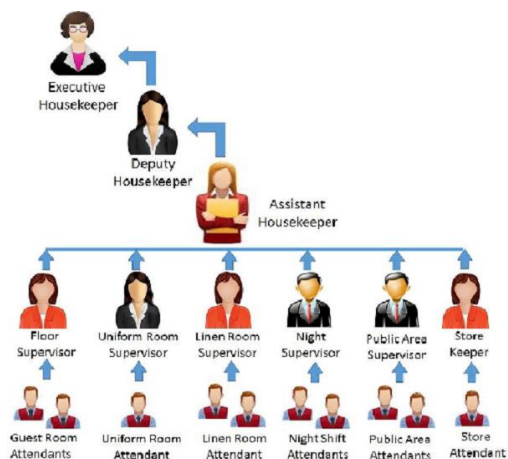 Executive
Housekeeper
Deputy
Housekeeper
Assistant
Housekeeper
Floor
Supervisor
Uniform Room
Supervisor
Linen Room
Supervisor
Night
Supervisor
Public Area
Supervisor
Store
Keeper
Guest Room
Attendants
Uniform Room
Attendant
Linen Room
Attendant
Night Shift
Attendants
Public Area
Attendants
Store
Attendant